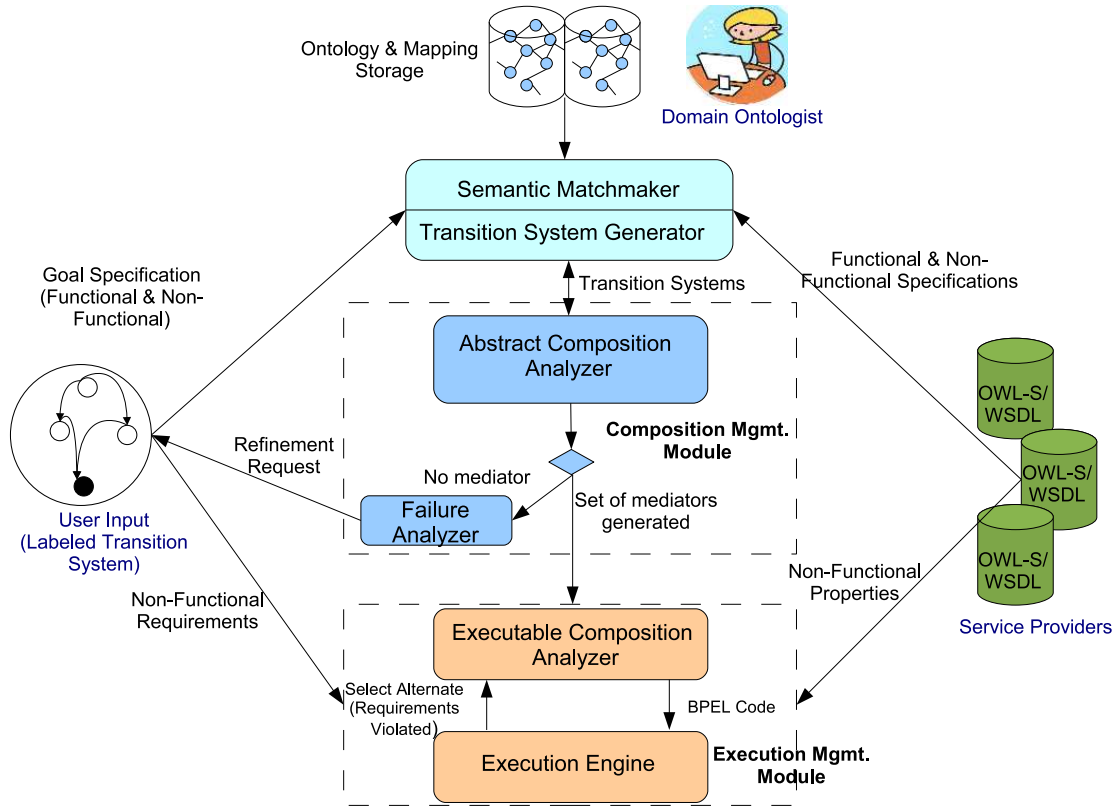 Ontology & Mapping
Storage
Domain Ontologist
Semantic Matchmaker
Transition System Generator
Goal Specification
(Functional & Non-
Functional)
Transition Systems
Functional & Non-
Functional Specifications
Abstract Composition
Analyzer
OWL-S/
WSDL
Composition Mgmt.
Module
Refinement
Request
No mediator
Set of mediators
generated
OWL-S/
WSDL
Failure
Analyzer
User Input
(Labeled Transition
System)
OWL-S/
WSDL
Non-Functional
Requirements
Non-Functional
Properties
Service Providers
Executable Composition
Analyzer
Select Alternate
(Requirements
Violated)
BPEL Code
Execution Engine
Execution Mgmt.
Module